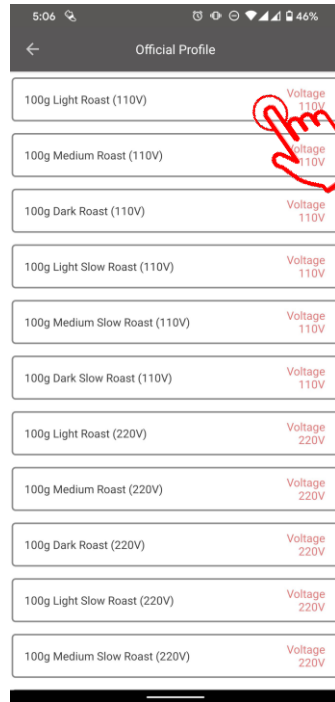 5:06 46%
Official Profile
100g Light Roast (110V) Voltage
110V
100g Medium Roast (110V) Voltage
110V
100g Dark Roast (110V) Voltage
110V
100g Light Slow Roast (110V) Voltage
110V
100g Medium Slow Roast (110V) Voltage
110V
100g Dark Slow Roast (110V) Voltage
110V
100g Light Roast (220V) Voltage
220V
100g Medium Roast (220V) Voltage
220V
100g Dark Roast (220V) Voltage
220V
100g Light Slow Roast (220V) Voltage
220V
100g Medium Slow Roast (220V) Voltage
220V